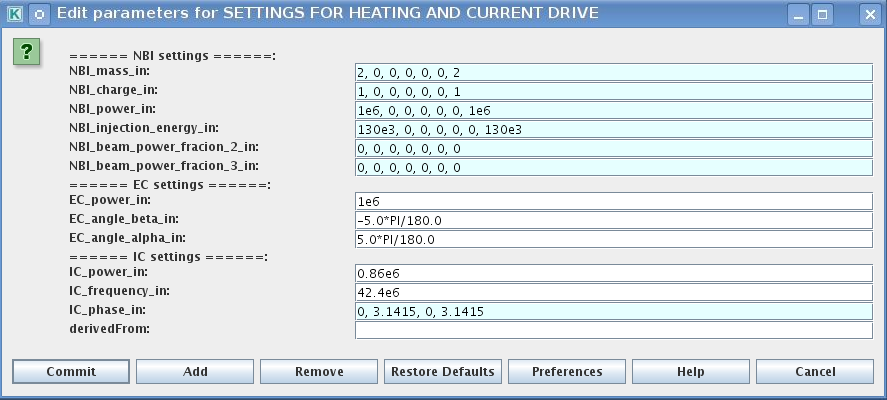 Edit parameters for SETTINGS FOR HEATING AND CURRENT DRIVE
?
====== NBI settings ======:
NBI_mass_in: 2, 0, 0, 0, 0, 0, 2
NBI_charge_in: 1, 0, 0, 0, 0, 0, 1
NBI_power_in: 1e6, 0, 0, 0, 0, 0, 1e6
NBI_injection_energy_in: 130e3, 0, 0, 0, 0, 0, 130e3
NBI_beam_power_fracion_2_in: 0, 0, 0, 0, 0, 0, 0
NBI_beam_power_fracion_3_in: 0, 0, 0, 0, 0, 0, 0
====== EC settings ======:
EC_power_in: 1e6
EC_angle_beta_in: -5.0*PI/180.0
EC_angle_alpha_in: 5.0*PI/180.0
====== IC settings ======:
IC_power_in: 0.86e6
IC_frequency_in: 42.4e6
IC_phase_in: 0, 3.1415, 0, 3.1415
derivedFrom:
Commit Add Remove Restore Defaults Preferences Help Cancel